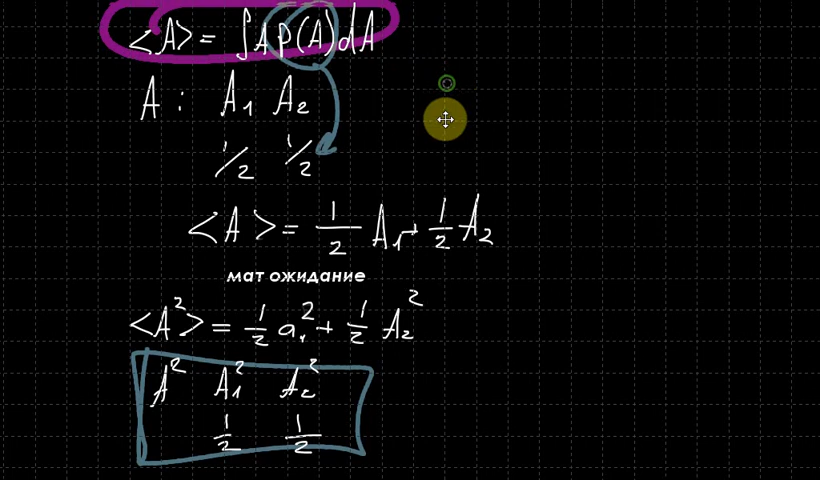 <A> = ∫A P(A) dA
A : A₁ A₂
1/2 1/2
<A> = 1/2 A₁ + 1/2 A₂
мат ожидание
<A²> = 1/2 a₁² + 1/2 A₂²
A² A₁² A₂²
1/2 1/2